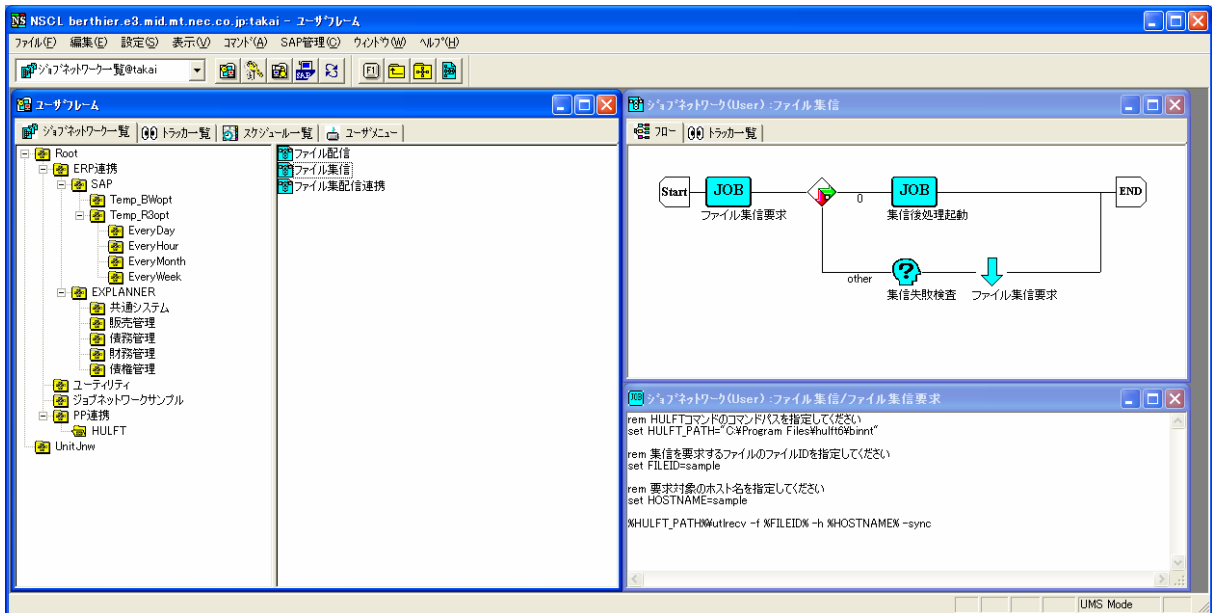 NSCL berthier.e3.mid.mt.nec.co.jp:takai - ユーザフレーム
ファイル(F) 編集(E) 設定(S) 表示(V) コマンド(A) SAP管理(C) ウィンドウ(W) ヘルプ(H)
ジョブネットワーク一覧@takai
ユーザフレーム
ジョブネットワーク一覧 トラッカ一覧 スケジュール一覧 ユーザメニュー
Root
ERP連携
SAP
Temp_BWopt
Temp_R3opt
EveryDay
EveryHour
EveryMonth
EveryWeek
EXPLANNER
共通システム
販売管理
債務管理
財務管理
債権管理
ユーティリティ
ジョブネットワークサンプル
PP連携
HULFT
UnitJnw
ファイル配信
ファイル集信
ファイル集配信連携
ジョブネットワーク(User) :ファイル集信
フロー トラッカ一覧
Start
JOB
ファイル集信要求
0
JOB
集信後処理起動
END
other
集信失敗検査
ファイル集信要求
ジョブネットワーク(User) :ファイル集信/ファイル集信要求
rem HULFTコマンドのコマンドパスを指定してください
set HULFT_PATH="C:¥Program Files¥hulft6¥binnt"
rem 集信を要求するファイルのファイルIDを指定してください
set FILEID=sample
rem 要求対象のホスト名を指定してください
set HOSTNAME=sample
%HULFT_PATH%¥utlrecv -f %FILEID% -h %HOSTNAME% -sync
UMS Mode